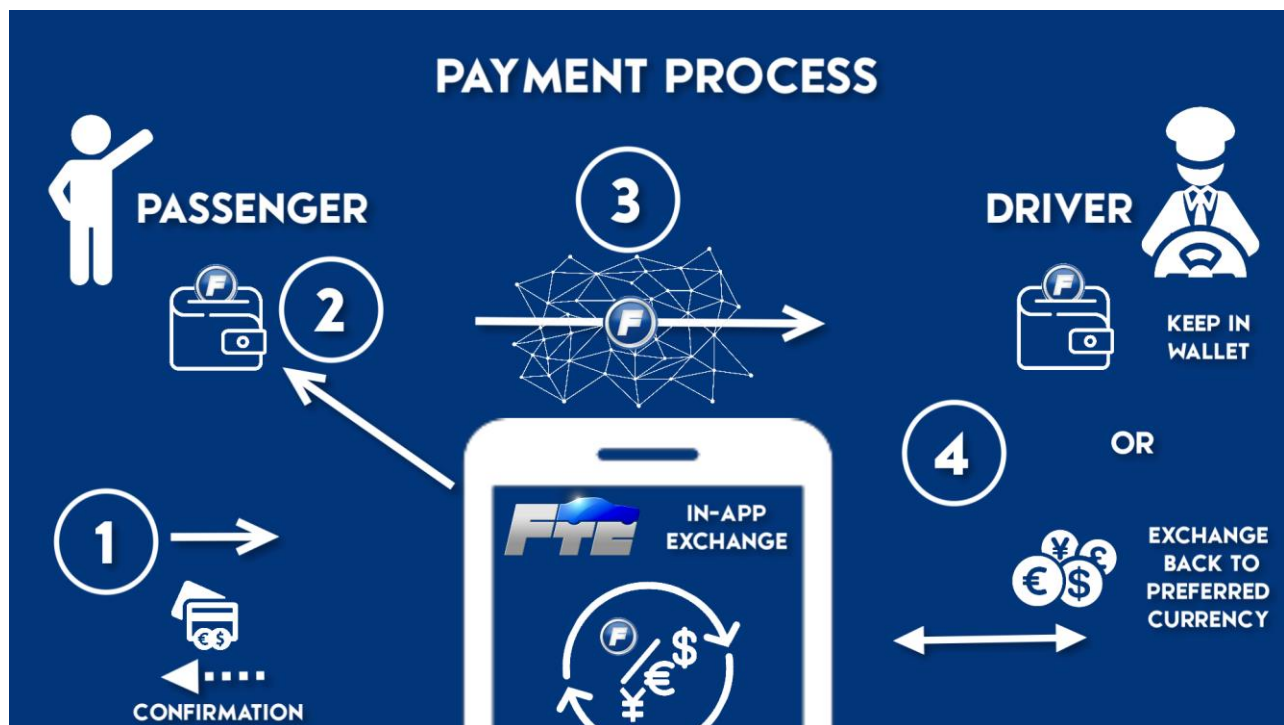 PAYMENT PROCESS
PASSENGER
2
3
DRIVER
F
F
F
KEEP IN
WALLET
4
OR
1
CONFIRMATION
FTE
IN-APP
EXCHANGE
F
¥ € $
€ $
¥ £
€ $
EXCHANGE
BACK TO
PREFERRED
CURRENCY